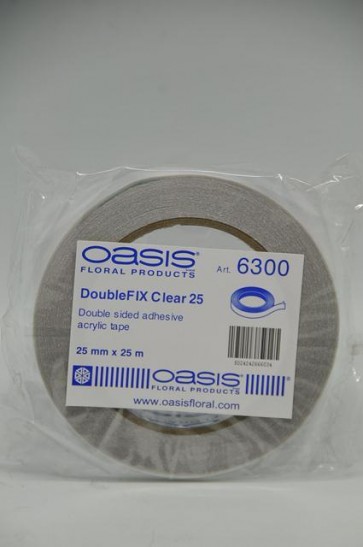 OASIS®
FLORAL PRODUCTS
Art. 6300
DoubleFIX Clear 25
Double sided adhesive
acrylic tape
25 mm x 25 m
OASIS®
FLORAL PRODUCTS
www.oasisfloral.com